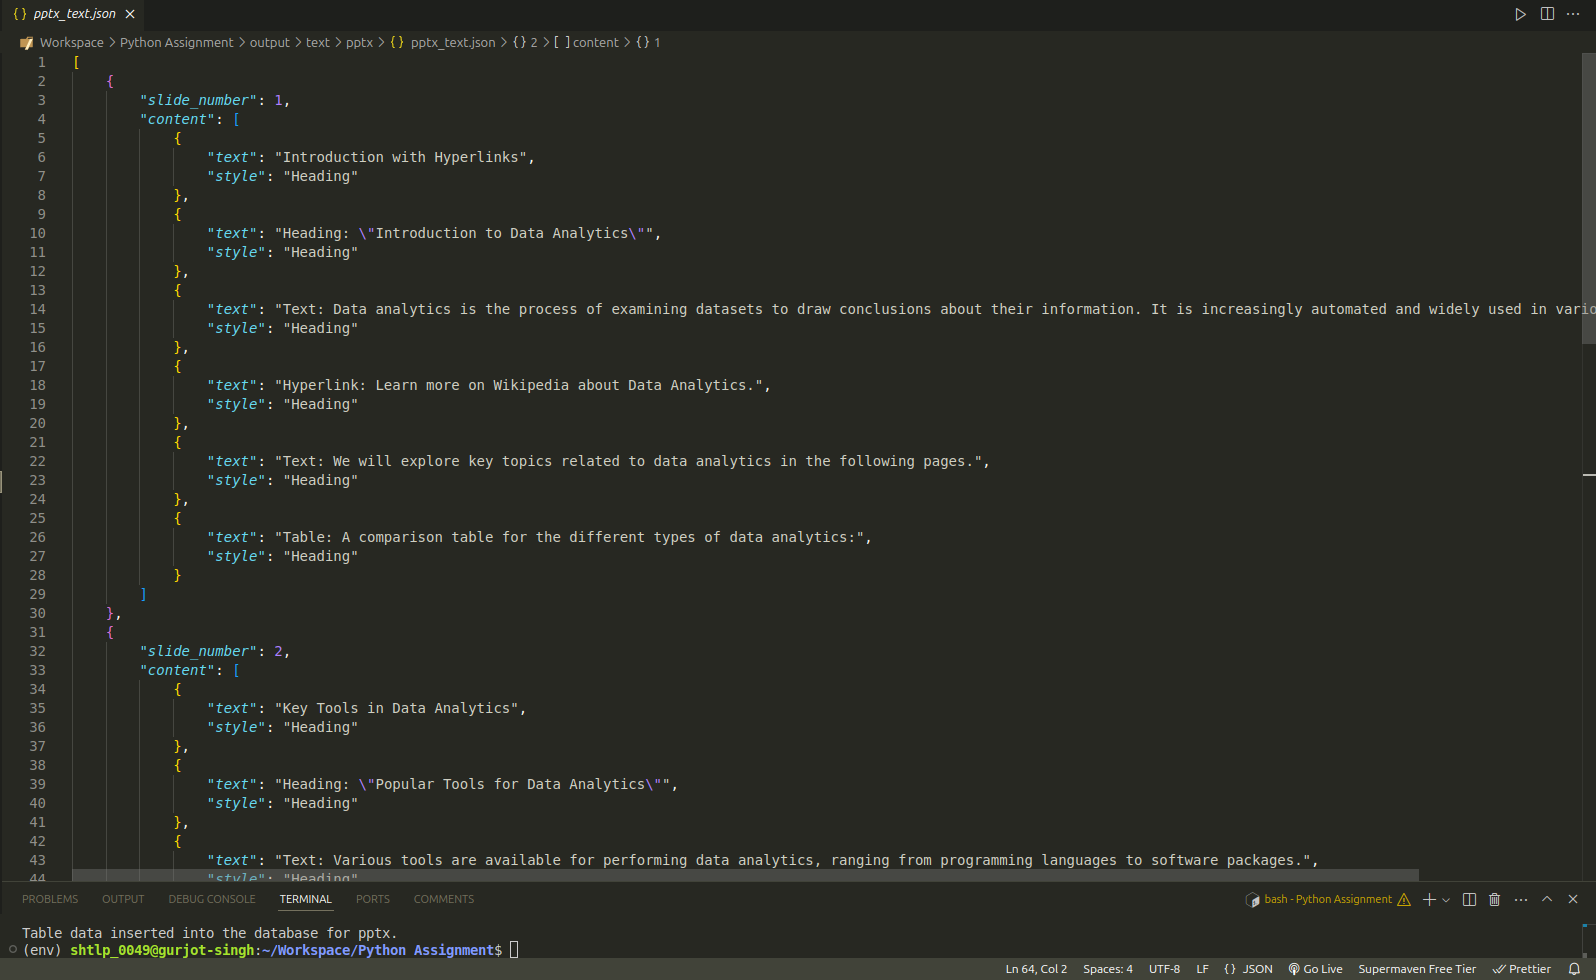 {} pptx_text.json ×
Workspace > Python Assignment > output > text > pptx > {} pptx_text.json > {} 2 > [ ] content > {} 1
1 [
2 {
3 "slide_number": 1,
4 "content": [
5 {
6 "text": "Introduction with Hyperlinks",
7 "style": "Heading"
8 },
9 {
10 "text": "Heading: \"Introduction to Data Analytics\"",
11 "style": "Heading"
12 },
13 {
14 "text": "Text: Data analytics is the process of examining datasets to draw conclusions about their information. It is increasingly automated and widely used in vario
15 "style": "Heading"
16 },
17 {
18 "text": "Hyperlink: Learn more on Wikipedia about Data Analytics.",
19 "style": "Heading"
20 },
21 {
22 "text": "Text: We will explore key topics related to data analytics in the following pages.",
23 "style": "Heading"
24 },
25 {
26 "text": "Table: A comparison table for the different types of data analytics:",
27 "style": "Heading"
28 }
29 ]
30 },
31 {
32 "slide_number": 2,
33 "content": [
34 {
35 "text": "Key Tools in Data Analytics",
36 "style": "Heading"
37 },
38 {
39 "text": "Heading: \"Popular Tools for Data Analytics\"",
40 "style": "Heading"
41 },
42 {
43 "text": "Text: Various tools are available for performing data analytics, ranging from programming languages to software packages.",
44 "style": "Heading"
PROBLEMS OUTPUT DEBUG CONSOLE TERMINAL PORTS COMMENTS bash - Python Assignment
Table data inserted into the database for pptx.
(env) shtlp_0049@gurjot-singh:~/Workspace/Python Assignment$
Ln 64, Col 2 Spaces: 4 UTF-8 LF {} JSON Go Live Supermaven Free Tier Prettier